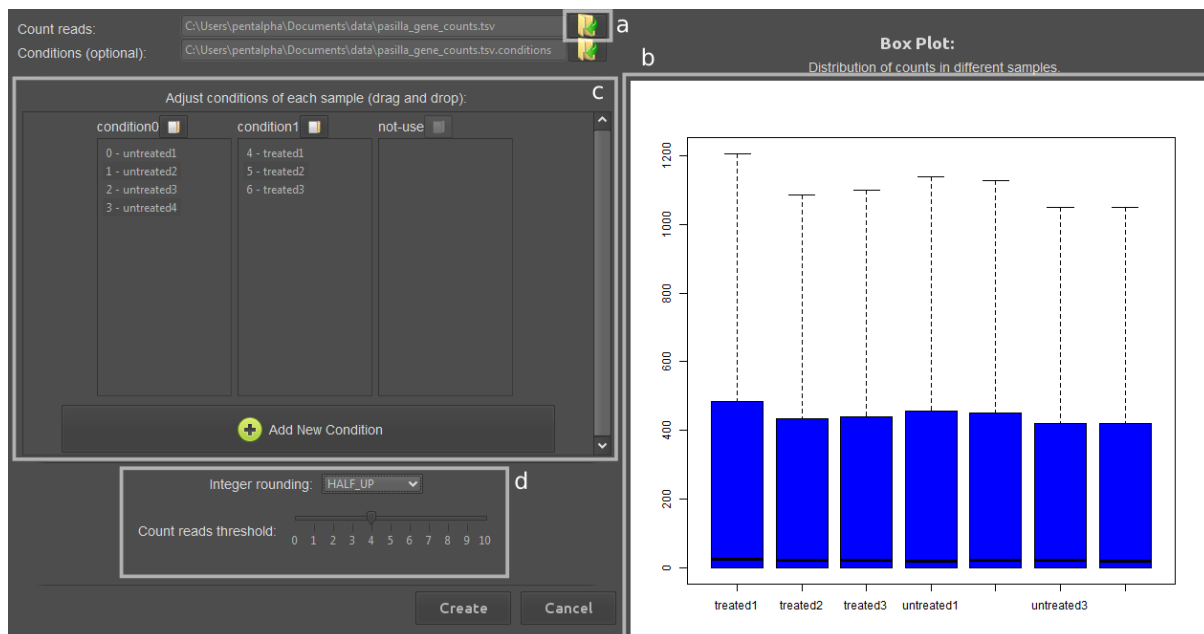 Count reads: C:\Users\pentalpha\Documents\data\pasilla_gene_counts.tsv a
Conditions (optional): C:\Users\pentalpha\Documents\data\pasilla_gene_counts.tsv.conditions
c
Adjust conditions of each sample (drag and drop):
condition0 condition1 not-use
0 - untreated1 4 - treated1
1 - untreated2 5 - treated2
2 - untreated3 6 - treated3
3 - untreated4
Add New Condition
d
Integer rounding: HALF_UP
Count reads threshold:
0 1 2 3 4 5 6 7 8 9 10
Create Cancel
b
Box Plot:
Distribution of counts in different samples.
1200
1000
800
600
400
200
0
treated1 treated2 treated3 untreated1 untreated3